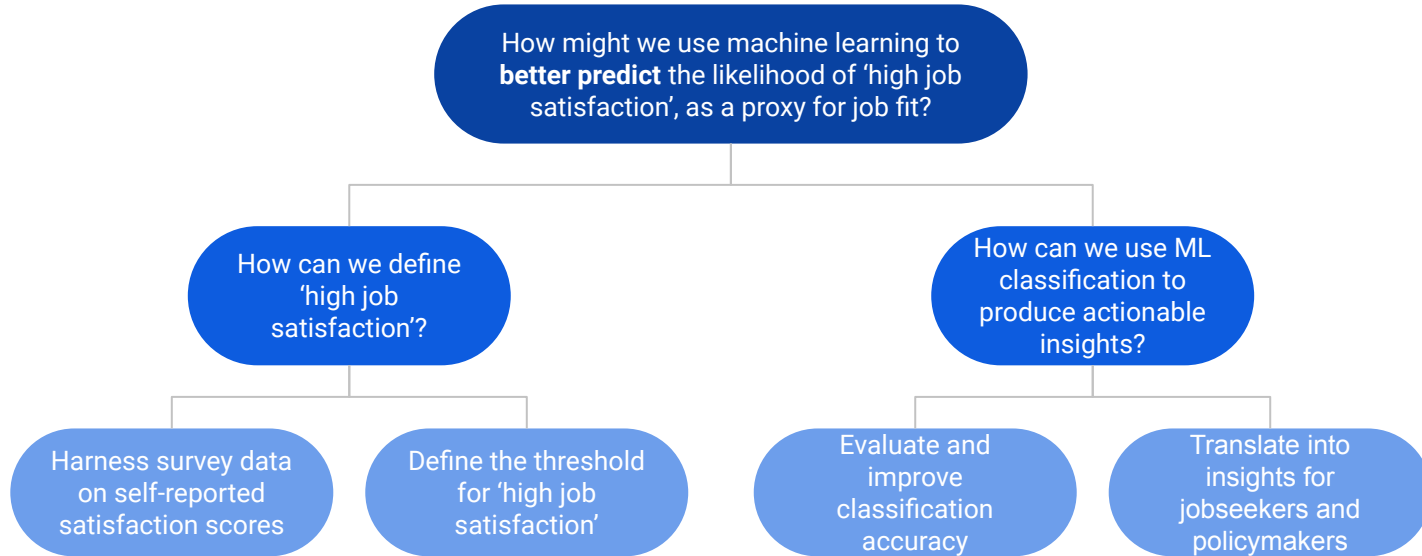 How might we use machine learning to
better predict the likelihood of ‘high job
satisfaction’, as a proxy for job fit?
How can we define
‘high job
satisfaction’?
How can we use ML
classification to
produce actionable
insights?
Harness survey data
on self-reported
satisfaction scores
Define the threshold
for ‘high job
satisfaction’
Evaluate and
improve
classification
accuracy
Translate into
insights for
jobseekers and
policymakers